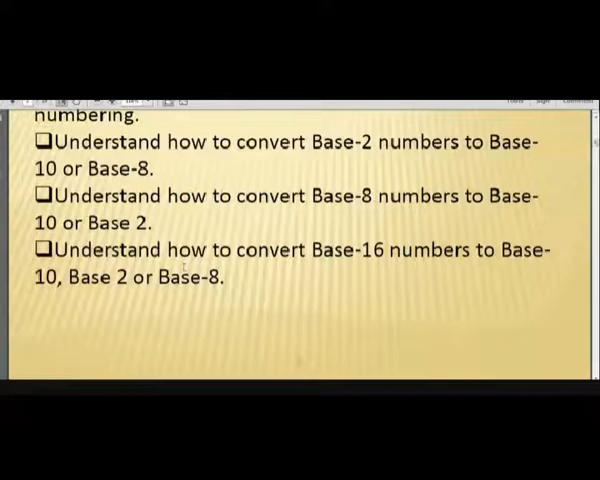 numbering.
❑Understand how to convert Base-2 numbers to Base-
10 or Base-8.
❑Understand how to convert Base-8 numbers to Base-
10 or Base 2.
❑Understand how to convert Base-16 numbers to Base-
10, Base 2 or Base-8.